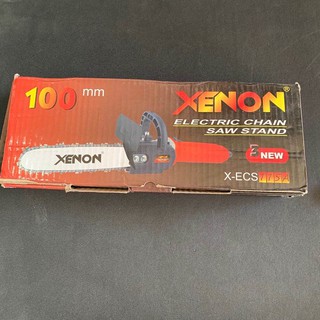 100 mm
XENON®
ELECTRIC CHAIN
SAW STAND
XENON
NEW
X-ECS